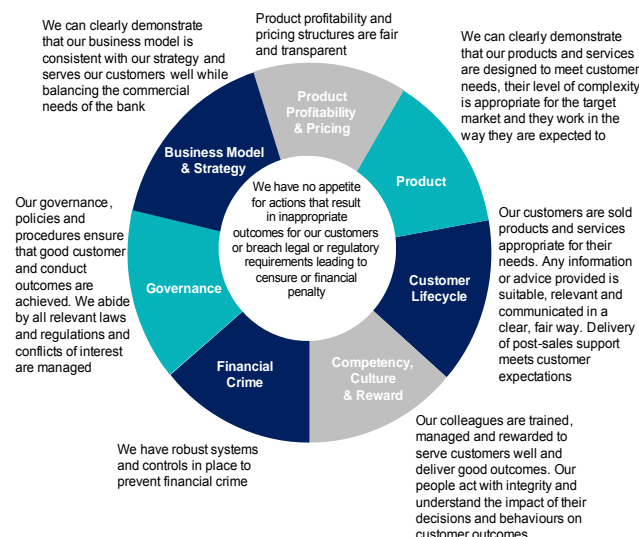 Product profitability and
pricing structures are fair
and transparent
We can clearly demonstrate
that our business model is
consistent with our strategy and
serves our customers well while
balancing the commercial
needs of the bank
We can clearly demonstrate
that our products and services
are designed to meet customer
needs, their level of complexity
is appropriate for the target
market and they work in the
way they are expected to
Product
Profitability
& Pricing
Business Model
& Strategy
Product
We have no appetite
for actions that result
in inappropriate
outcomes for our customers
or breach legal or regulatory
requirements leading to
censure or financial
penalty
Our governance,
policies and
procedures ensure
that good customer
and conduct
outcomes are
achieved. We abide
by all relevant laws
and regulations and
conflicts of interest
are managed
Governance
Customer
Lifecycle
Our customers are sold
products and services
appropriate for their
needs. Any information
or advice provided is
suitable, relevant and
communicated in a
clear, fair way. Delivery
of post-sales support
meets customer
expectations
Financial
Crime
Competency,
Culture
& Reward
We have robust systems
and controls in place to
prevent financial crime
Our colleagues are trained,
managed and rewarded to
serve customers well and
deliver good outcomes. Our
people act with integrity and
understand the impact of their
decisions and behaviours on
customer outcomes